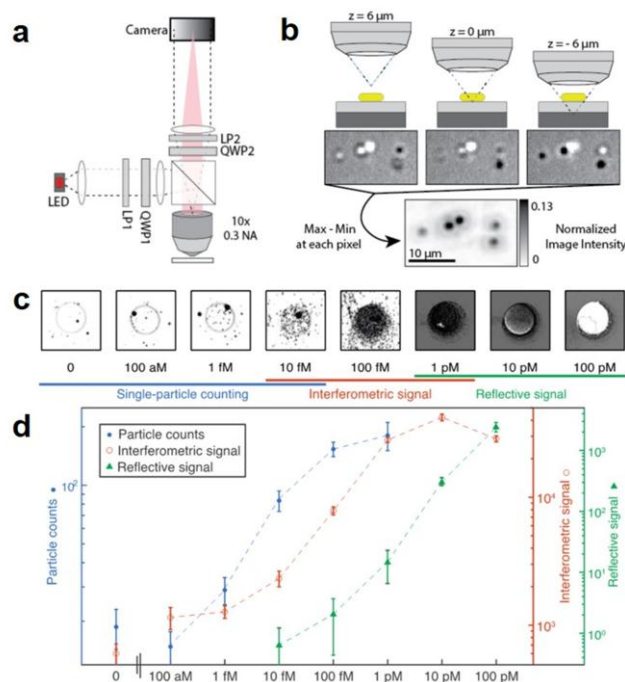 a
Camera
LP2
QWP2
LED
LP1
QWP1
10x
0.3 NA
b
z = 6 μm
z = 0 μm
z = - 6 μm
Max - Min
at each pixel
10 μm
0.13
0
Normalized
Image Intensity
c
0
100 aM
1 fM
10 fM
100 fM
1 pM
10 pM
100 pM
Single-particle counting
Interferometric signal
Reflective signal
d
Particle counts
Interferometric signal
Reflective signal
Particle counts
10²
Interferometric signal
10⁴
10³
Reflective signal
10³
10²
10¹
10⁰
0
100 aM
1 fM
10 fM
100 fM
1 pM
10 pM
100 pM